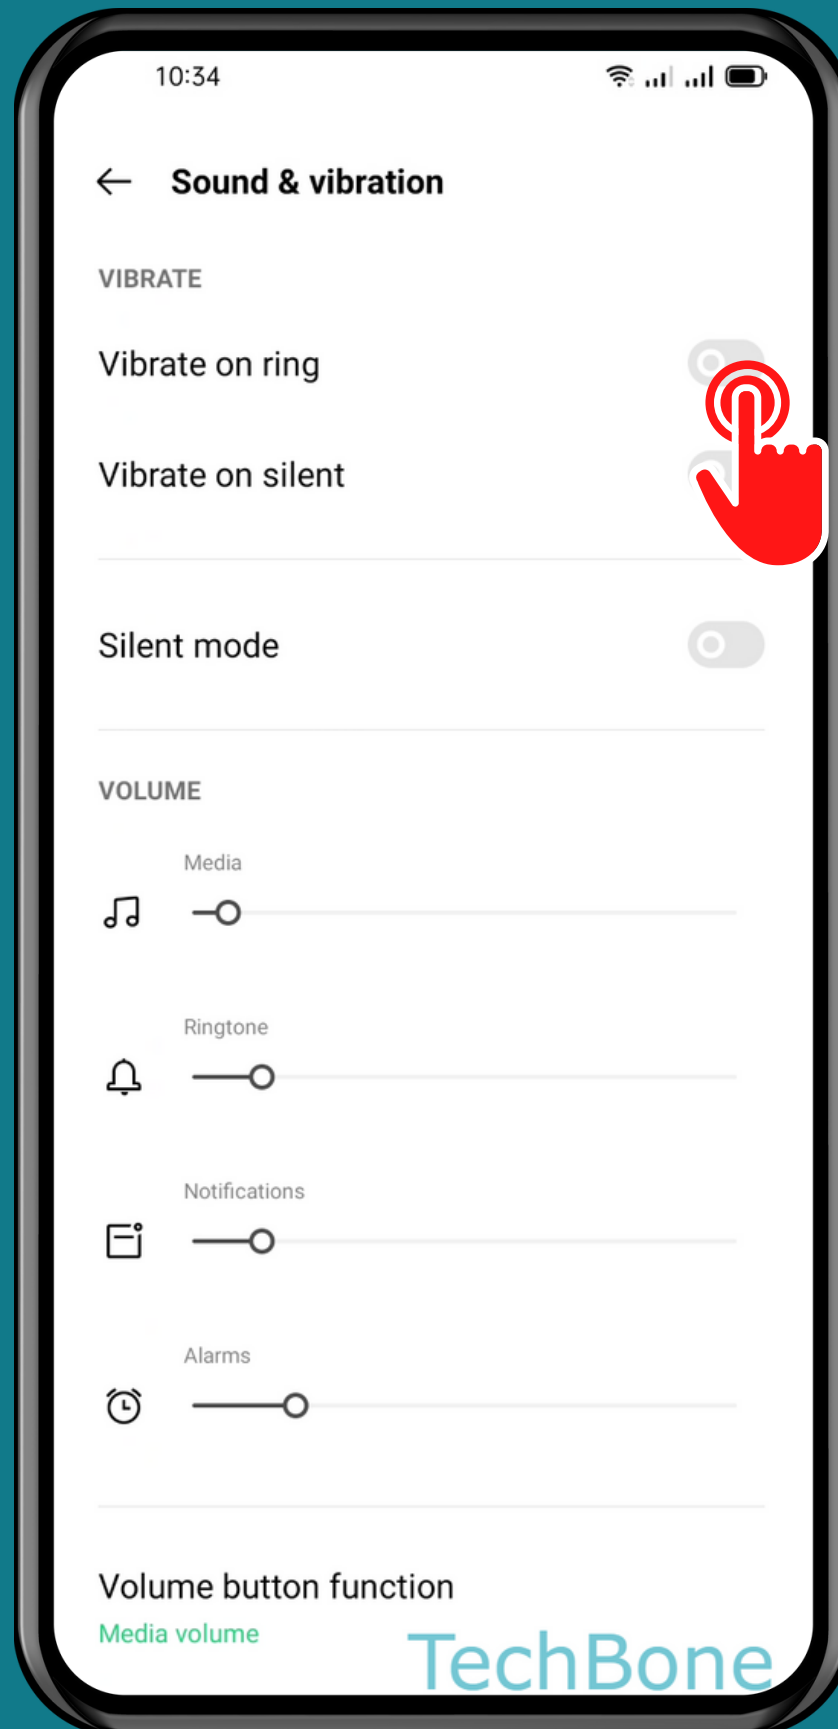 10:34
Sound & vibration
VIBRATE
Vibrate on ring
Vibrate on silent
Silent mode
VOLUME
Media
Ringtone
Notifications
Alarms
Volume button function
Media volume
TechBone